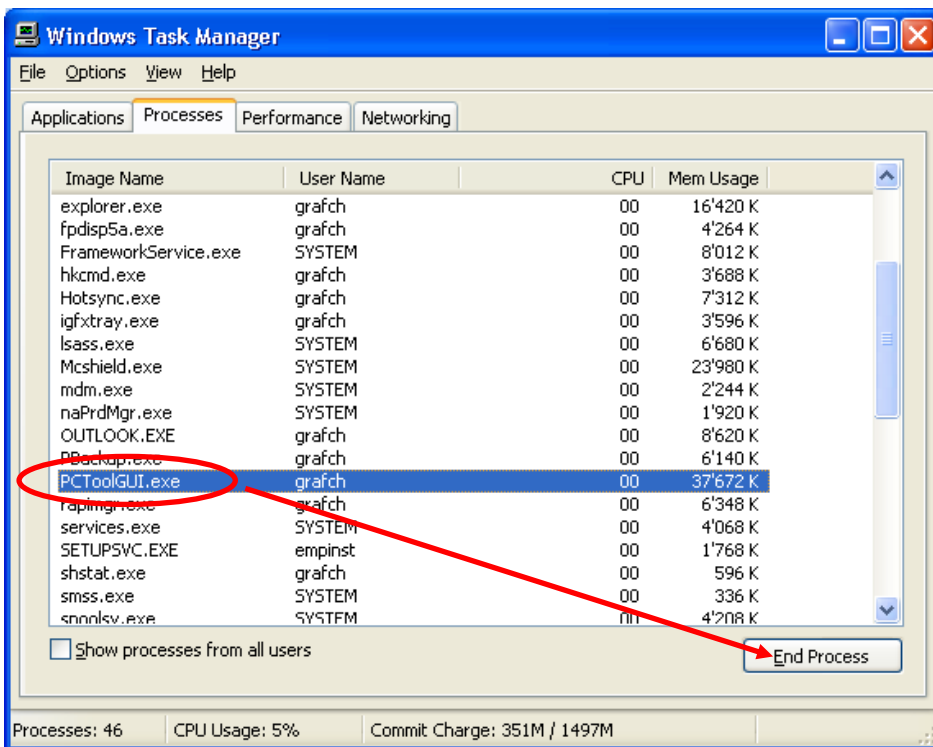 Windows Task Manager
File Options View Help
Applications Processes Performance Networking
Image Name User Name CPU Mem Usage
explorer.exe grafch 00 16'420 K
fpdisp5a.exe grafch 00 4'264 K
FrameworkService.exe SYSTEM 00 8'012 K
hkcmd.exe grafch 00 3'688 K
Hotsync.exe grafch 00 7'312 K
igfxtray.exe grafch 00 3'596 K
lsass.exe SYSTEM 00 6'680 K
Mcshield.exe SYSTEM 00 23'980 K
mdm.exe SYSTEM 00 2'244 K
naPrdMgr.exe SYSTEM 00 1'920 K
OUTLOOK.EXE grafch 00 8'620 K
PBackup.exe grafch 00 6'140 K
PCToolGUI.exe grafch 00 37'672 K
rapimgr.exe grafch 00 6'348 K
services.exe SYSTEM 00 4'068 K
SETUPSVC.EXE empinst 00 1'768 K
shstat.exe grafch 00 596 K
smss.exe SYSTEM 00 336 K
spoolsv.exe SYSTEM 00 4'208 K
Show processes from all users
End Process
Processes: 46 CPU Usage: 5% Commit Charge: 351M / 1497M